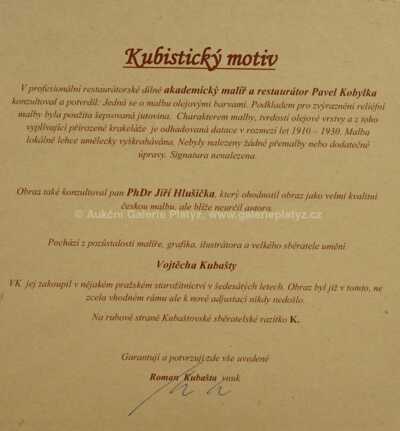 Kubistický motiv
V profesionální restaurátorské dílně akademický malíř a restaurátor Pavel Kobylka
konzultoval a potvrdil: Jedná se o malbu olejovými barvami. Podkladem pro zvýraznění reliéfní
malby byla použita šepsovaná jutovina. Charakterem malby, tvrdostí olejové vrstvy a z toho
vyplívající přirozené krakeláže je odhadovaná datace v rozmezí let 1910 – 1930. Malba
lokálně lehce umělecky vyškrabávána. Nebyly nalezeny žádné přemalby nebo dodatečné
úpravy. Signatura nenalezena.
Obraz také konzultoval pan PhDr Jiří Hlušička, který ohodnotil obraz jako velmi kvalitní
© Aukční Galerie Platýz, www.galerieplatyz.cz
českou malbu, ale blíže neurčil autora.
Pochází z pozůstalosti malíře, grafika, ilustrátora a velkého sběratele umění
Vojtěcha Kubašty
VK jej zakoupil v nějakém pražském starožitnictví v šedesátých letech. Obraz byl již v tomto, ne
zcela vhodném rámu ale k nové adjustaci nikdy nedošlo.
Na rubové straně Kubaštovské sběratelské razítko K.
Garantují a potvrzují zde vše uvedené
Roman Kubašta vnuk